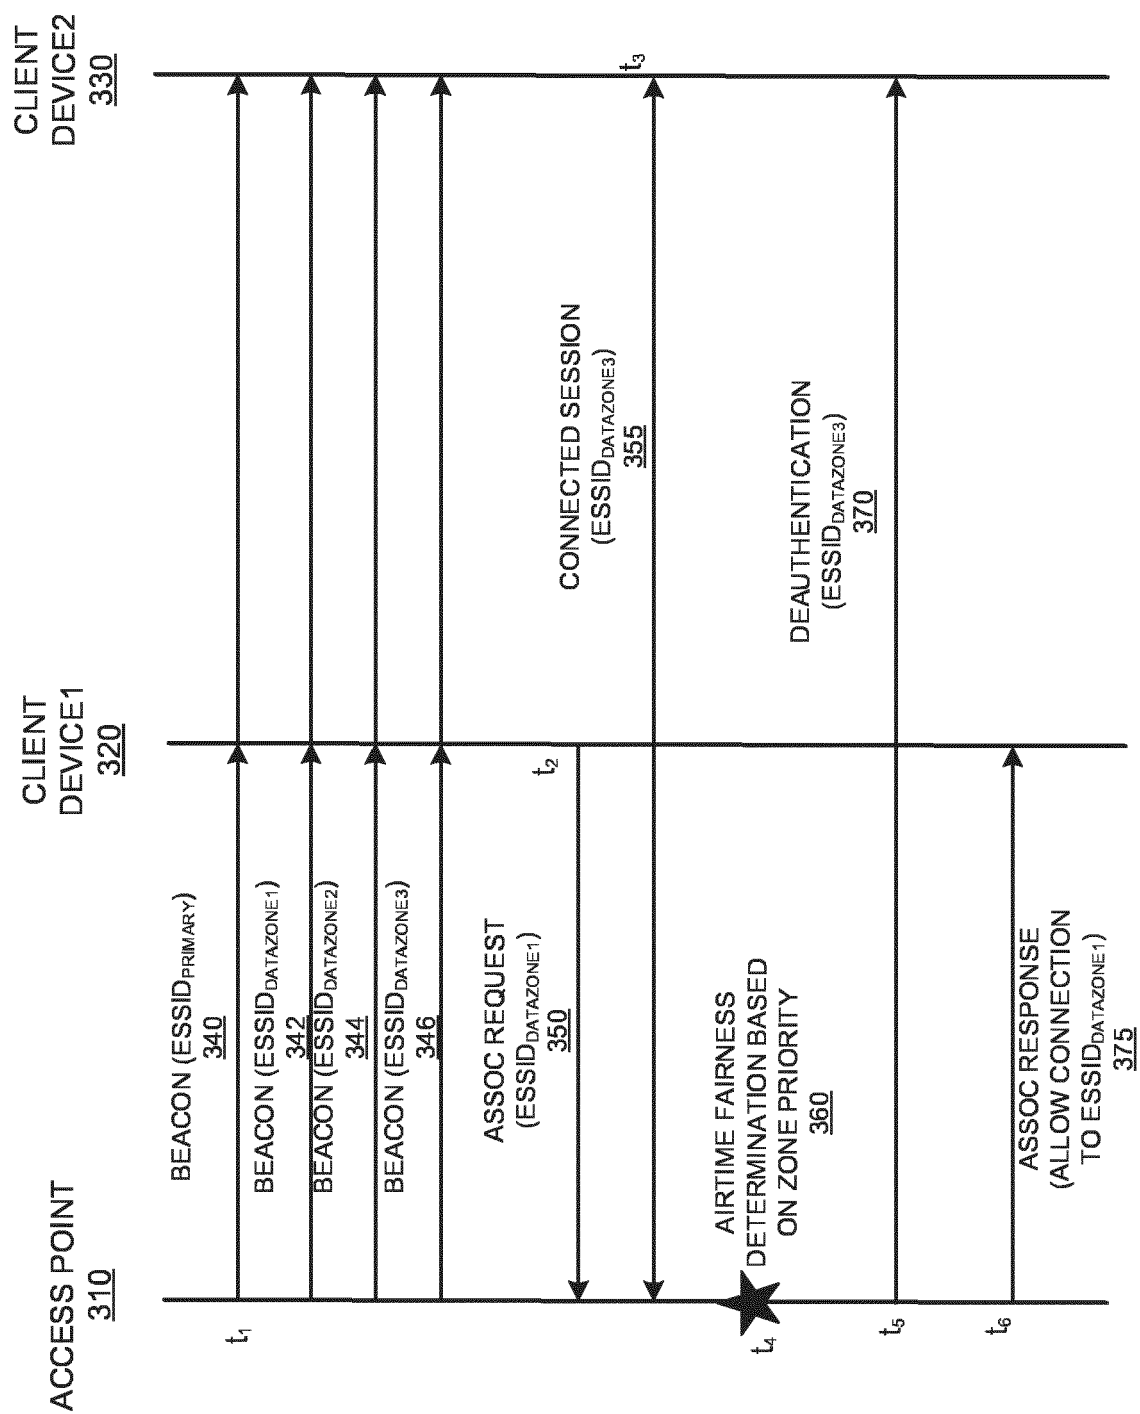 ACCESS POINT
310
CLIENT
DEVICE1
320
CLIENT
DEVICE2
330
t1
BEACON (ESSIDPRIMARY)
340
BEACON (ESSIDDATAZONE1)
342
BEACON (ESSIDDATAZONE2)
344
BEACON (ESSIDDATAZONE3)
346
t2
ASSOC REQUEST
(ESSIDDATAZONE1)
350
t3
CONNECTED SESSION
(ESSIDDATAZONE3)
355
t4
AIRTIME FAIRNESS
DETERMINATION BASED
ON ZONE PRIORITY
360
t5
DEAUTHENTICATION
(ESSIDDATAZONE3)
370
t6
ASSOC RESPONSE
(ALLOW CONNECTION
TO ESSIDDATAZONE1)
375